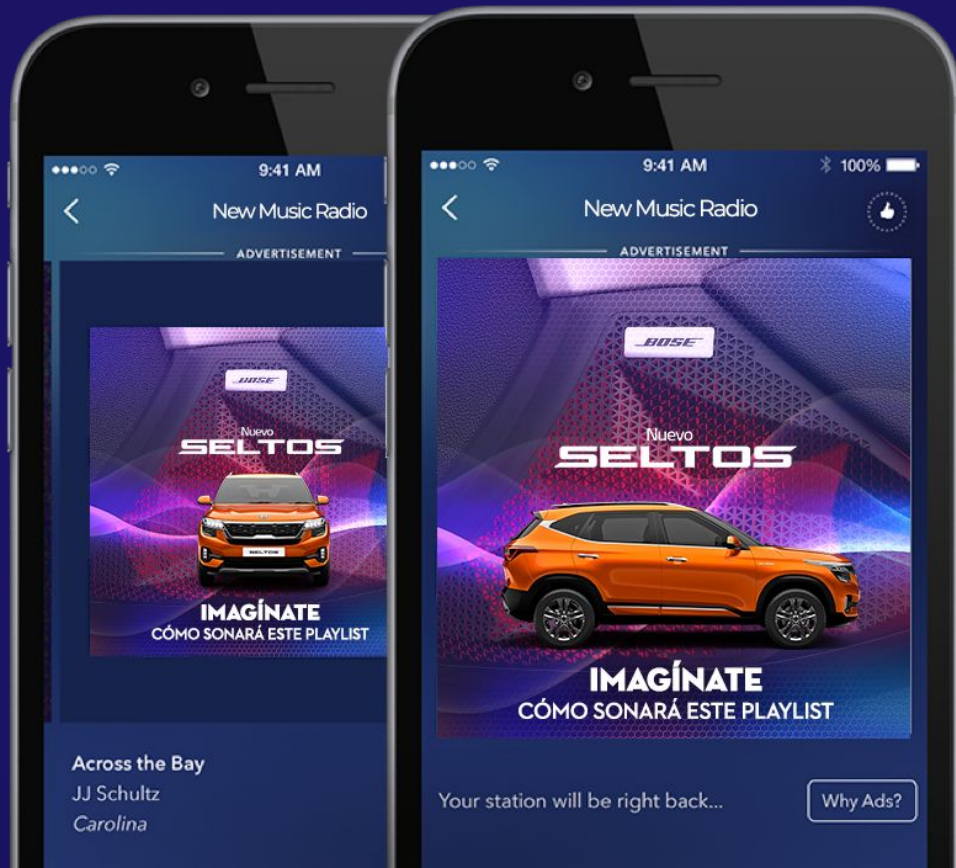 9:41 AM
New Music Radio
ADVERTISEMENT
BOSE
Nuevo
SELTOS
SELTOS
IMAGÍNATE
CÓMO SONARÁ ESTE PLAYLIST
Across the Bay
JJ Schultz
Carolina
9:41 AM
100%
New Music Radio
ADVERTISEMENT
BOSE
Nuevo
SELTOS
IMAGÍNATE
CÓMO SONARÁ ESTE PLAYLIST
Your station will be right back...
Why Ads?